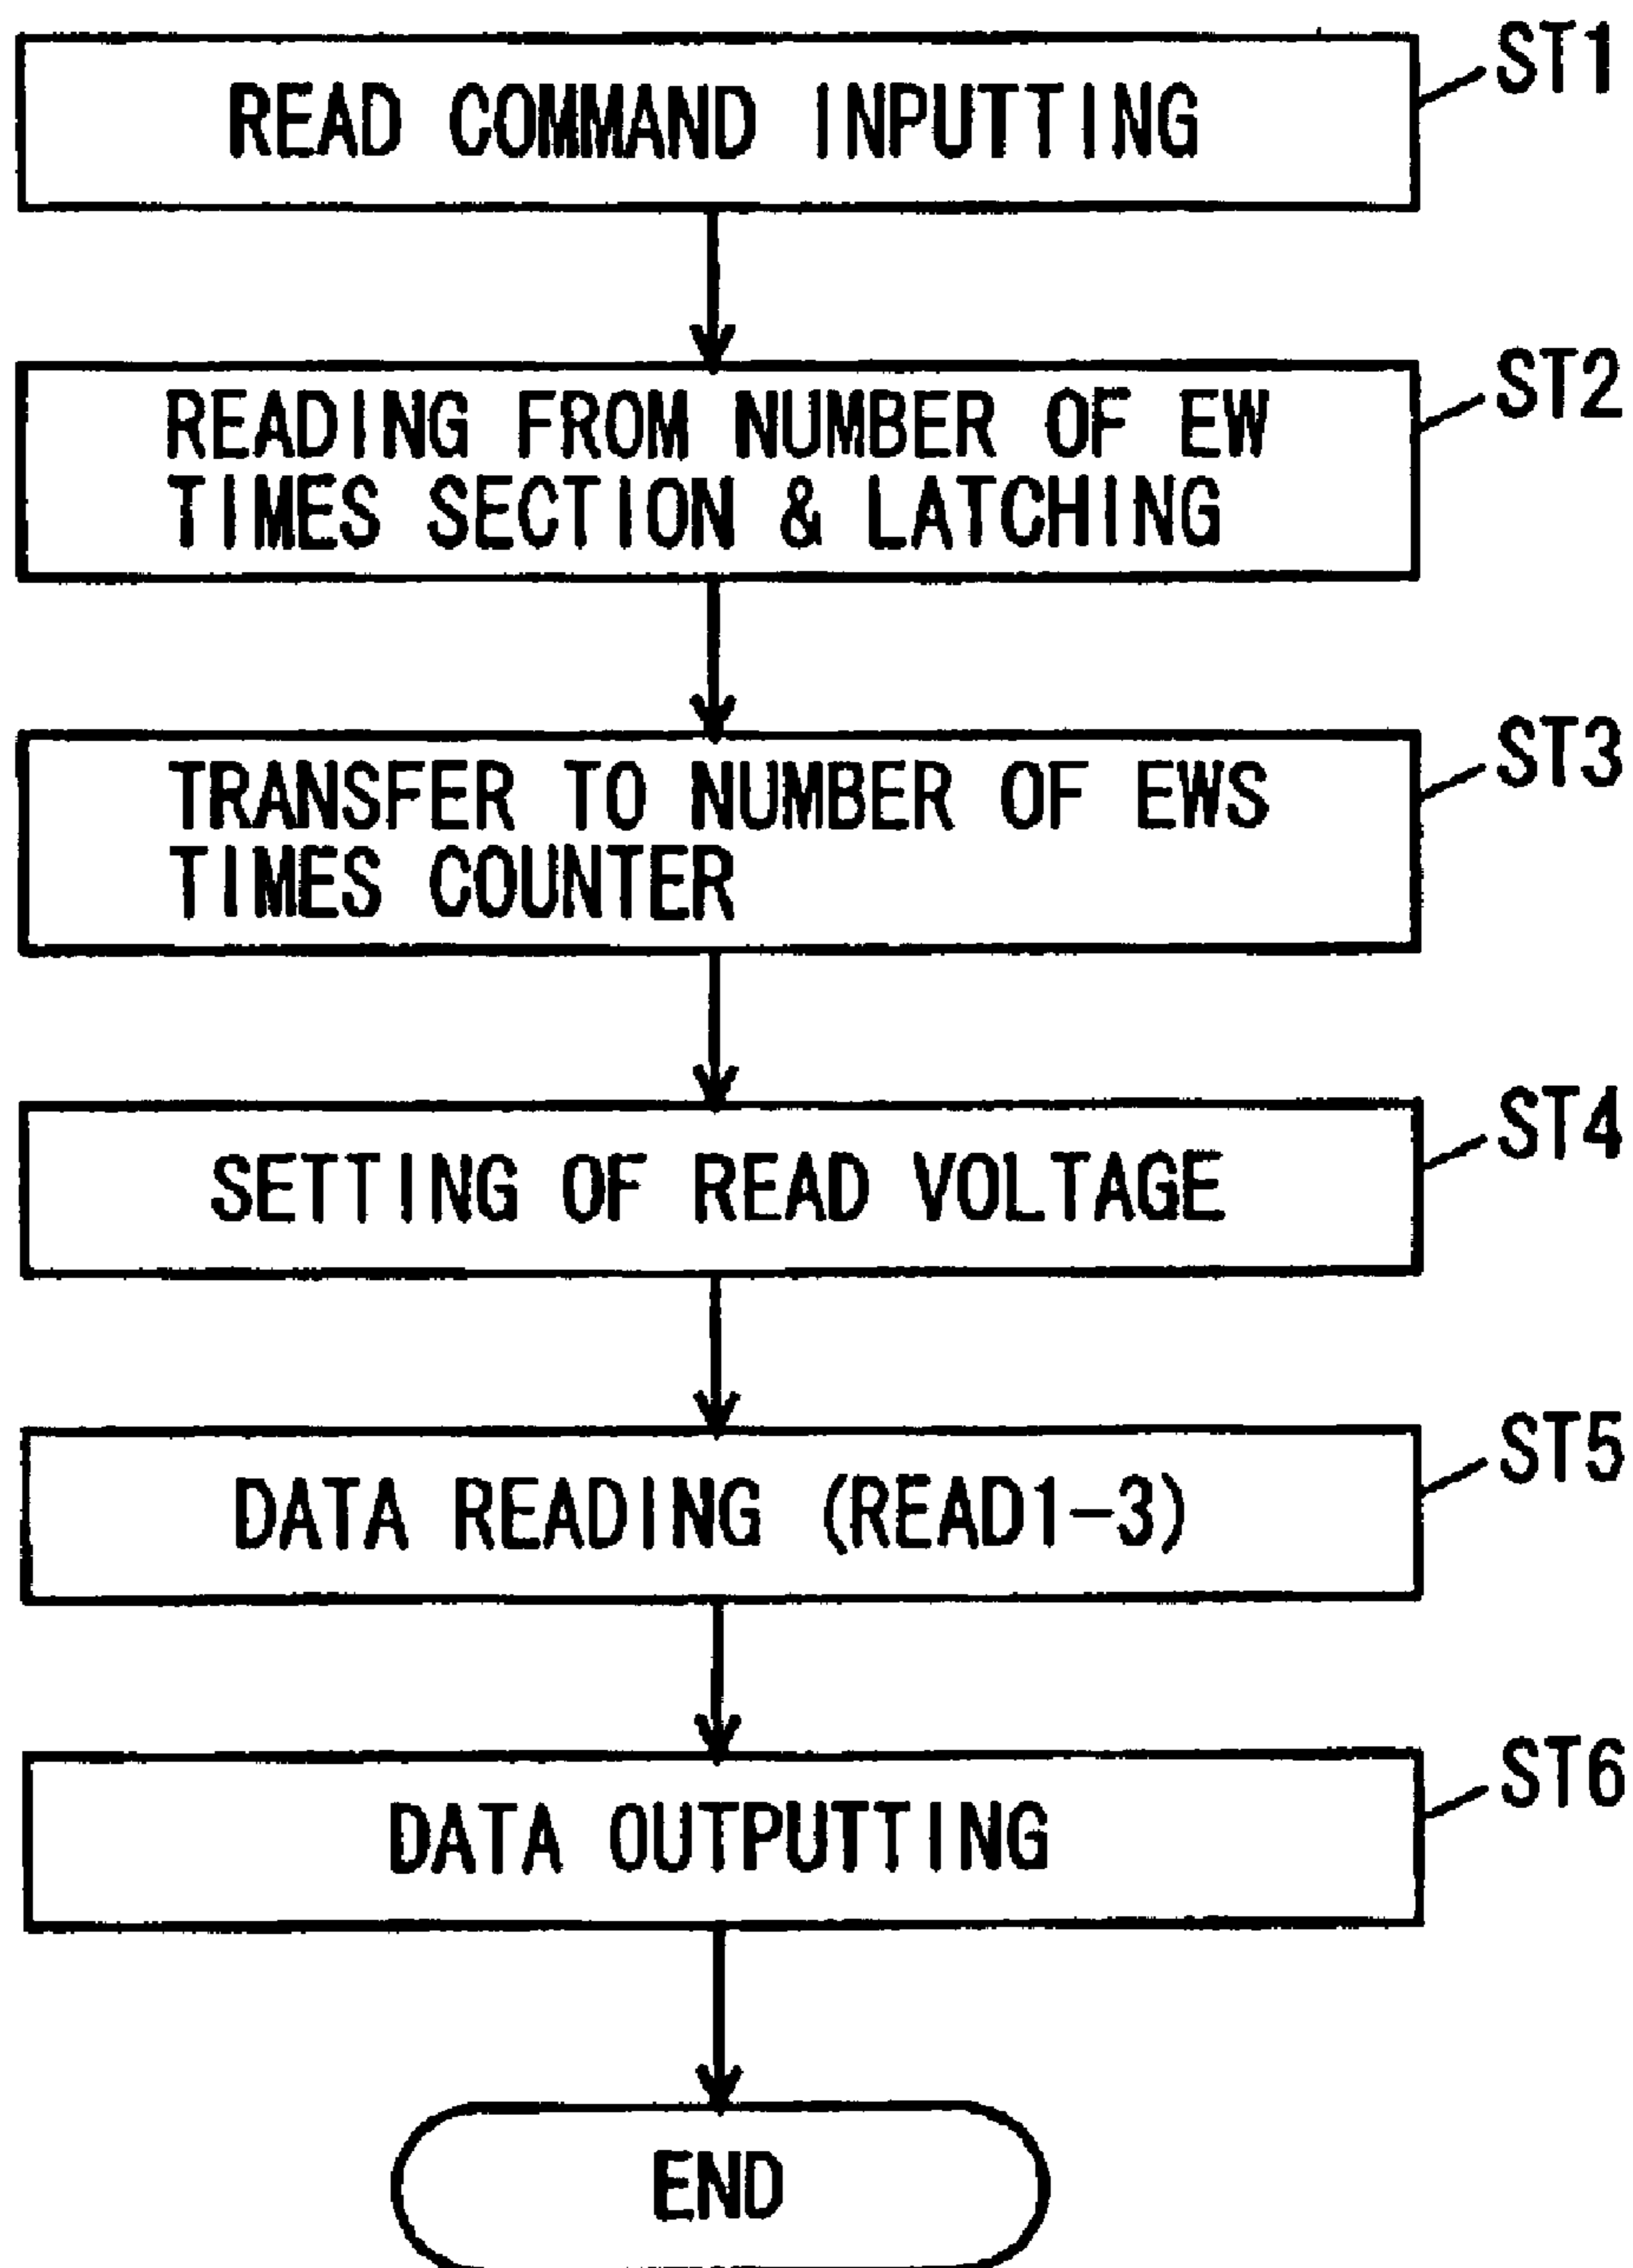 READ COMMAND INPUTTING
ST1
READING FROM NUMBER OF EW
TIMES SECTION & LATCHING
ST2
TRANSFER TO NUMBER OF EWS
TIMES COUNTER
ST3
SETTING OF READ VOLTAGE
ST4
DATA READING (READ1-3)
ST5
DATA OUTPUTTING
ST6
END